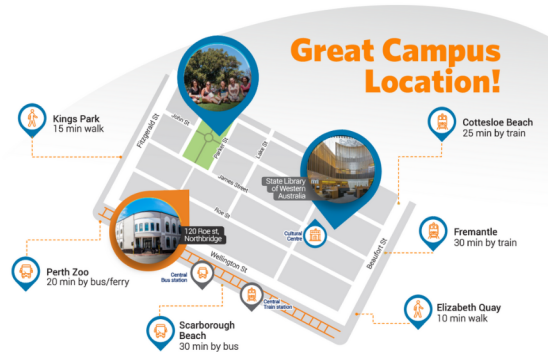 Great Campus
Location!
Kings Park
15 min walk
Cottesloe Beach
25 min by train
John St
Fitzgerald St
Parker St
Lake St
James Street
State Library
of Western
Australia
Roe St
120 Roe st,
Northbridge
Cultural
Centre
Beaufort St
Fremantle
30 min by train
Wellington St
Central
Bus station
Central
Train station
Perth Zoo
20 min by bus/ferry
Scarborough
Beach
30 min by bus
Elizabeth Quay
10 min walk